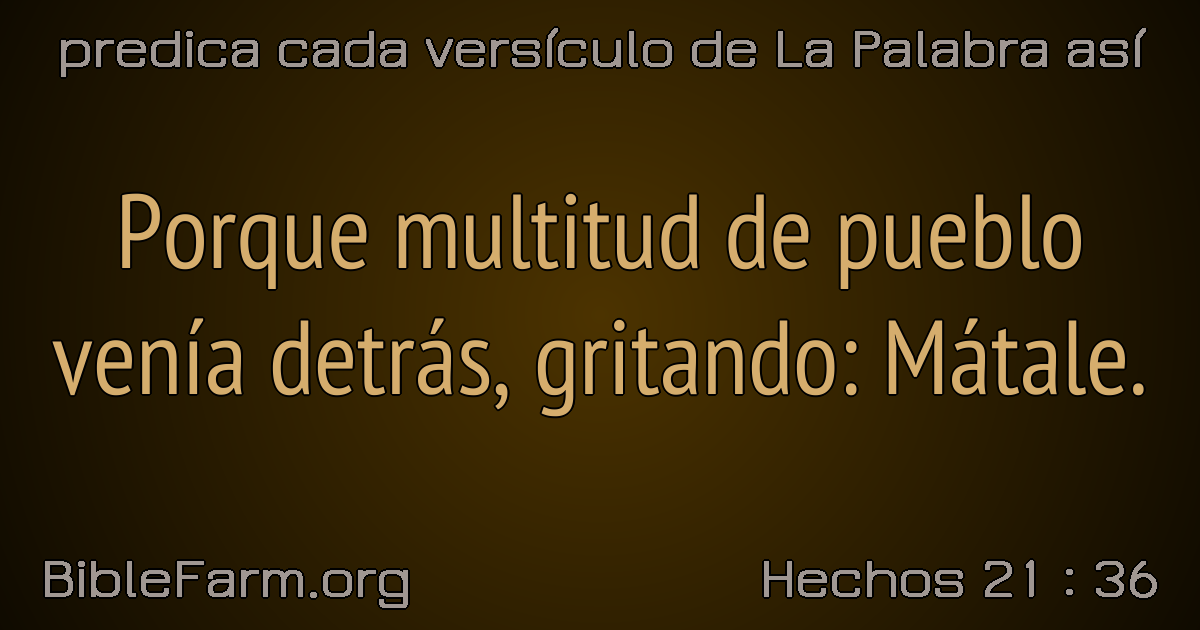 predica cada versículo de La Palabra así
Porque multitud de pueblo
venía detrás, gritando: Mátale.
BibleFarm.org
Hechos 21 : 36